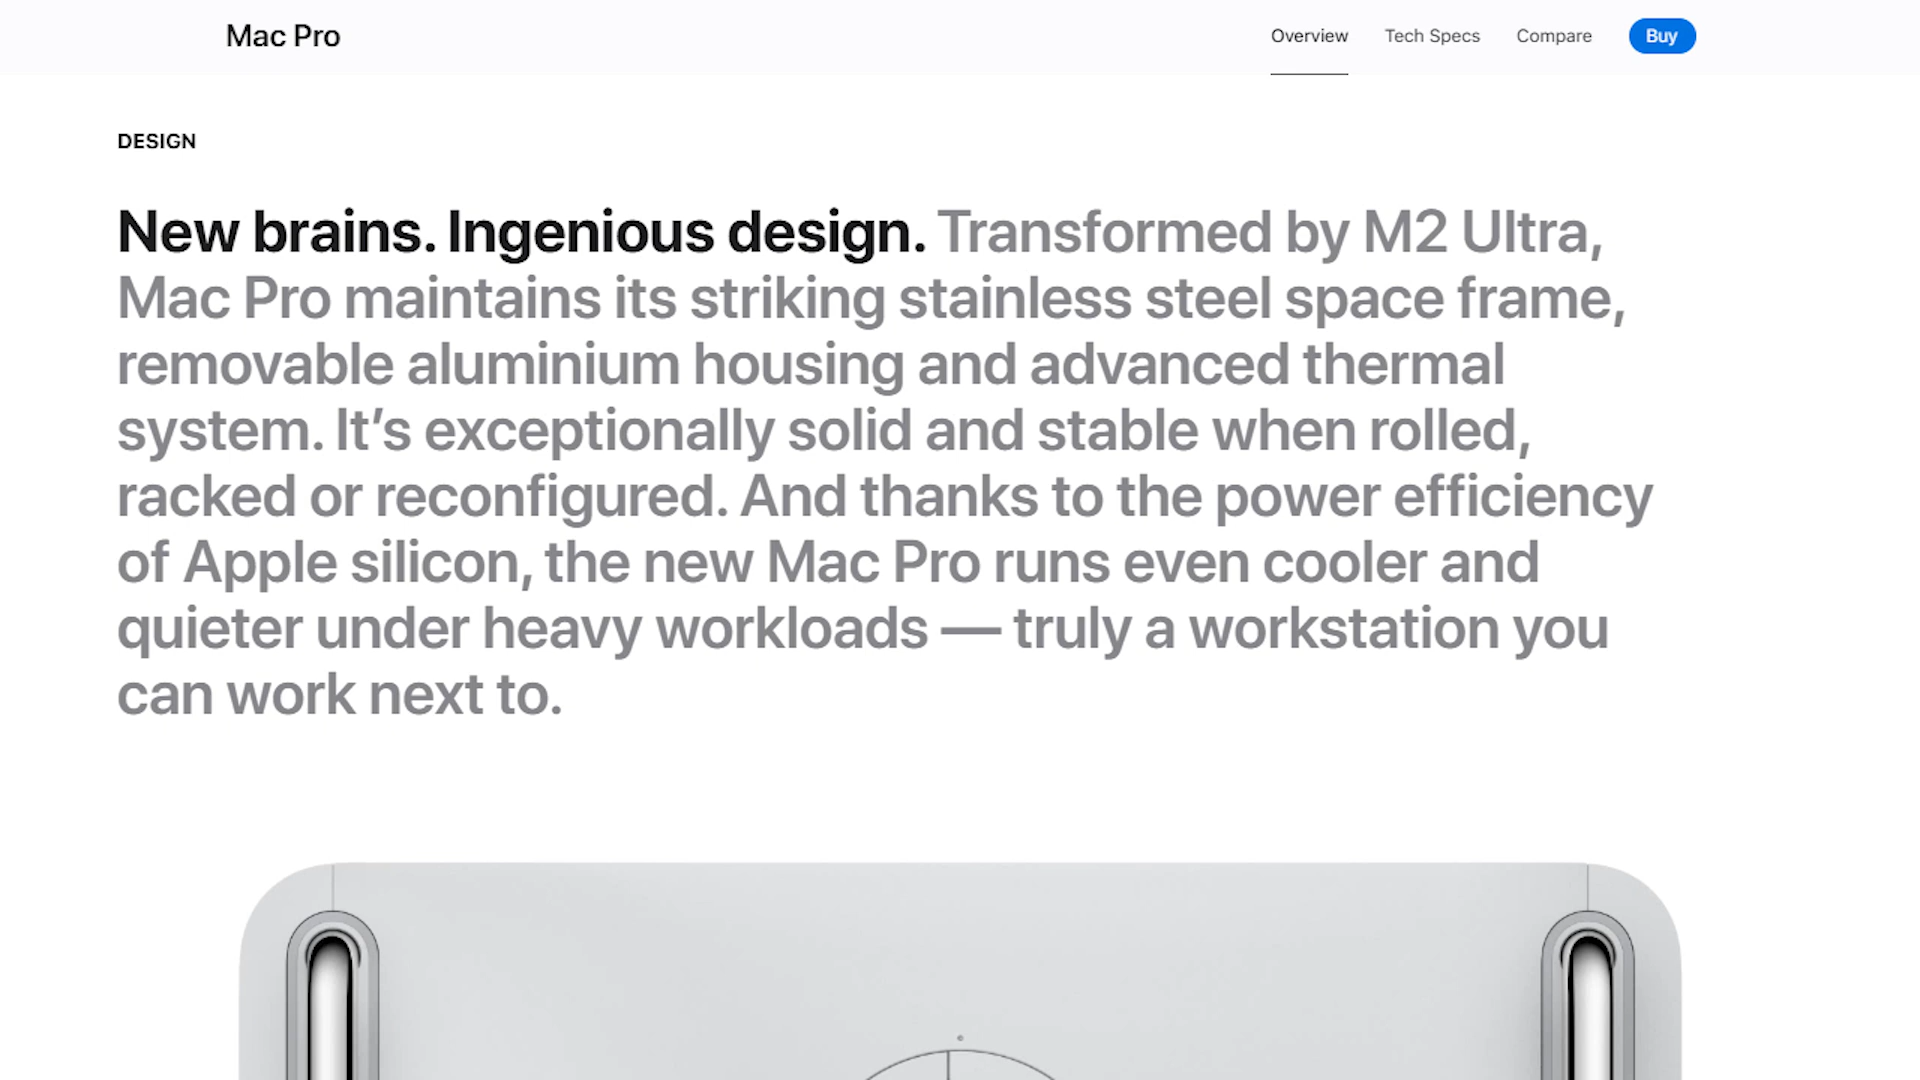 Mac Pro
Overview
Tech Specs
Compare
Buy
DESIGN
New brains. Ingenious design. Transformed by M2 Ultra,
Mac Pro maintains its striking stainless steel space frame,
removable aluminium housing and advanced thermal
system. It’s exceptionally solid and stable when rolled,
racked or reconfigured. And thanks to the power efficiency
of Apple silicon, the new Mac Pro runs even cooler and
quieter under heavy workloads — truly a workstation you
can work next to.